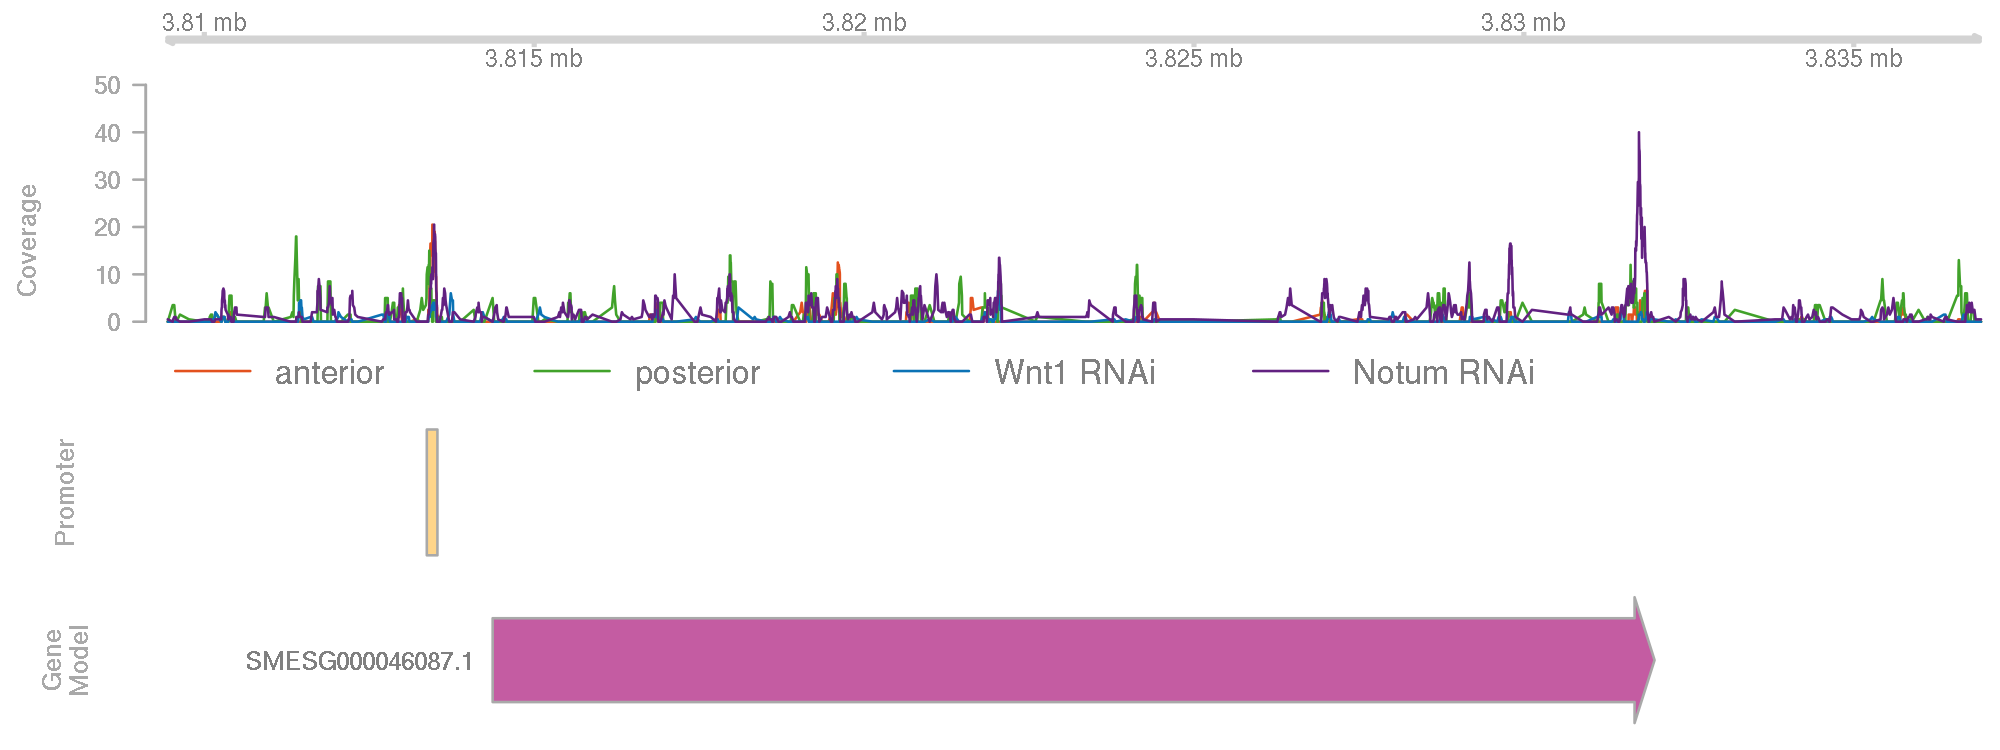 3.81 mb 3.82 mb 3.83 mb
3.815 mb 3.825 mb 3.835 mb
50
40
30
20
10
0
Coverage
anterior posterior Wnt1 RNAi Notum RNAi
Promoter
Gene
Model
SMESG000046087.1